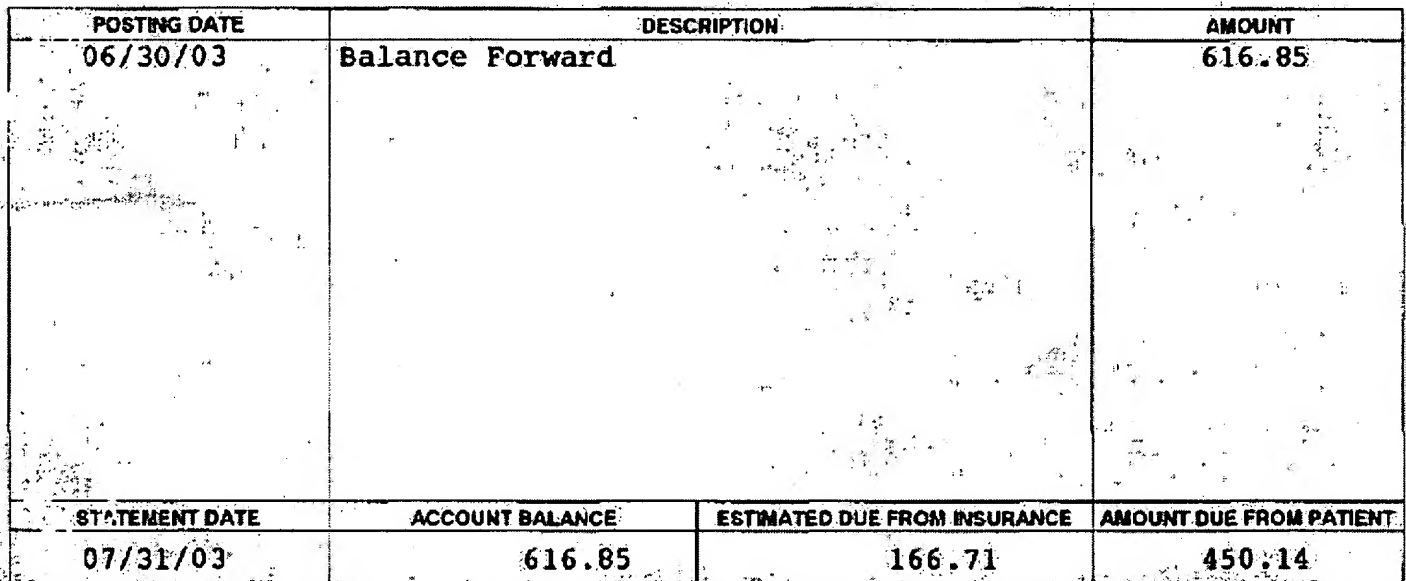 POSTING DATE DESCRIPTION AMOUNT
06/30/03 Balance Forward 616.85
STATEMENT DATE ACCOUNT BALANCE ESTIMATED DUE FROM INSURANCE AMOUNT DUE FROM PATIENT
07/31/03 616.85 166.71 450.14